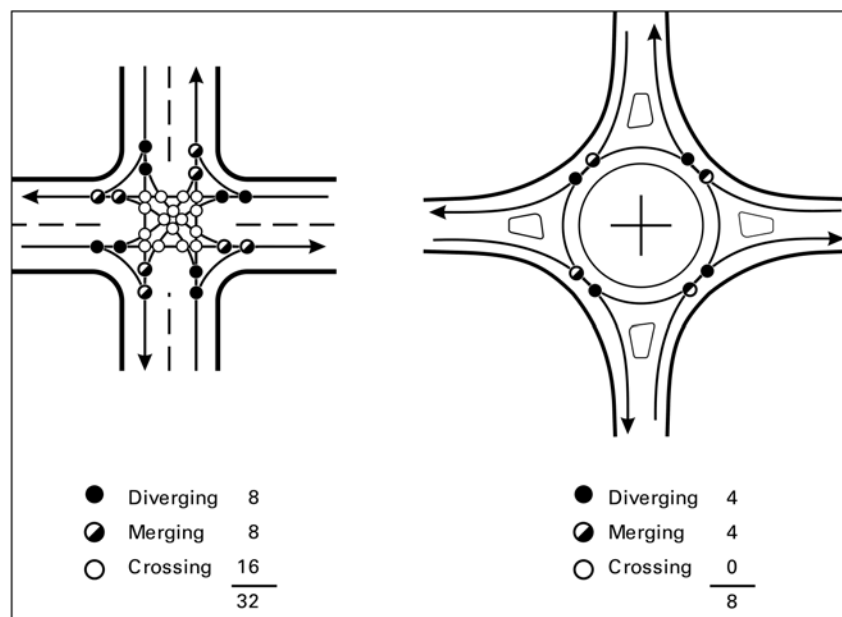 Diverging 8
Merging 8
Crossing 16
32
Diverging 4
Merging 4
Crossing 0
8